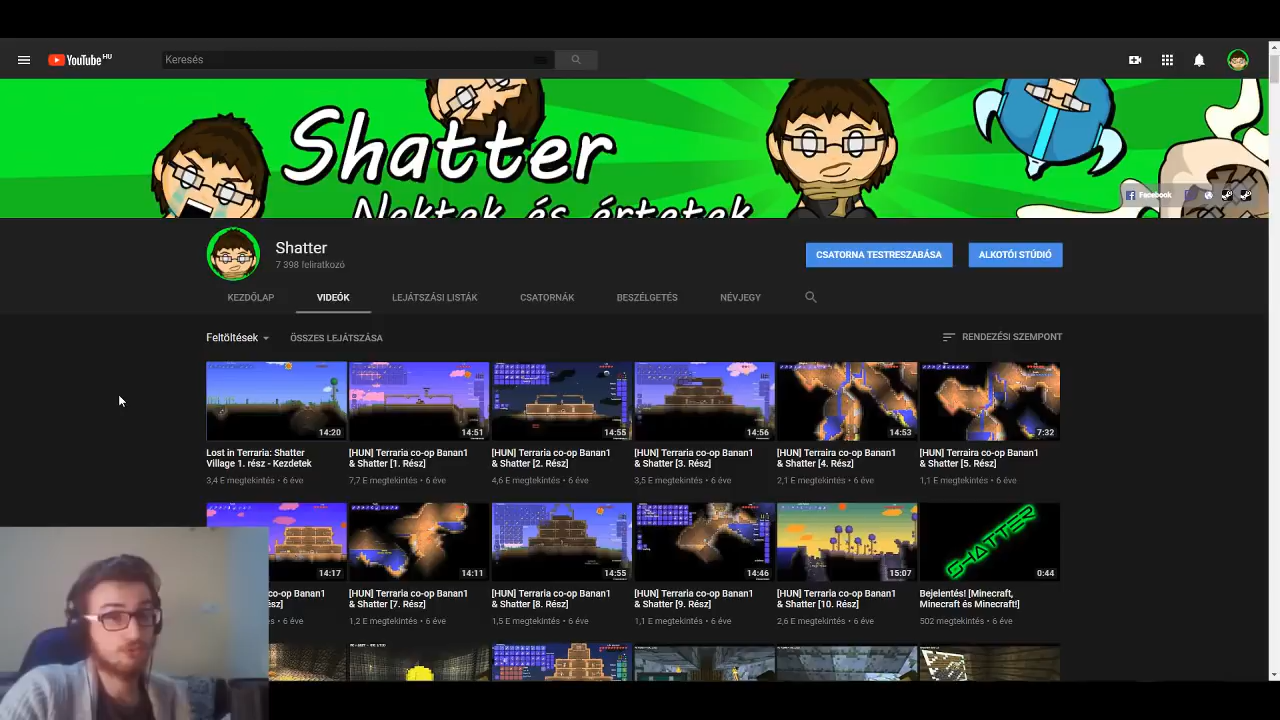 YouTube HU
Keresés
Shatter
Nektek és értetek
Facebook
Shatter
7 398 feliratkozó
CSATORNA TESTRESZABÁSA
ALKOTÓI STÚDIÓ
KEZDŐLAP
VIDEÓK
LEJÁTSZÁSI LISTÁK
CSATORNÁK
BESZÉLGETÉS
NÉVJEGY
Feltöltések
ÖSSZES LEJÁTSZÁSA
RENDEZÉSI SZEMPONT
14:20
14:51
14:55
14:56
14:53
7:32
Lost in Terraria: Shatter
Village 1. rész - Kezdetek
3,4 E megtekintés • 6 éve
[HUN] Terraria co-op Banan1
& Shatter [1. Rész]
7,7 E megtekintés • 6 éve
[HUN] Terraria co-op Banan1
& Shatter [2. Rész]
4,6 E megtekintés • 6 éve
[HUN] Terraria co-op Banan1
& Shatter [3. Rész]
3,5 E megtekintés • 6 éve
[HUN] Terraria co-op Banan1
& Shatter [4. Rész]
2,1 E megtekintés • 6 éve
[HUN] Terraria co-op Banan1
& Shatter [5. Rész]
1,1 E megtekintés • 6 éve
14:17
14:11
14:55
14:46
15:07
SHATTER
0:44
co-op Banan1
ész]
• 6 éve
[HUN] Terraria co-op Banan1
& Shatter [7. Rész]
1,2 E megtekintés • 6 éve
[HUN] Terraria co-op Banan1
& Shatter [8. Rész]
1,5 E megtekintés • 6 éve
[HUN] Terraria co-op Banan1
& Shatter [9. Rész]
1,1 E megtekintés • 6 éve
[HUN] Terraria co-op Banan1
& Shatter [10. Rész]
2,6 E megtekintés • 6 éve
Bejelentés! [Minecraft,
Minecraft és Minecraft!]
502 megtekintés • 6 éve